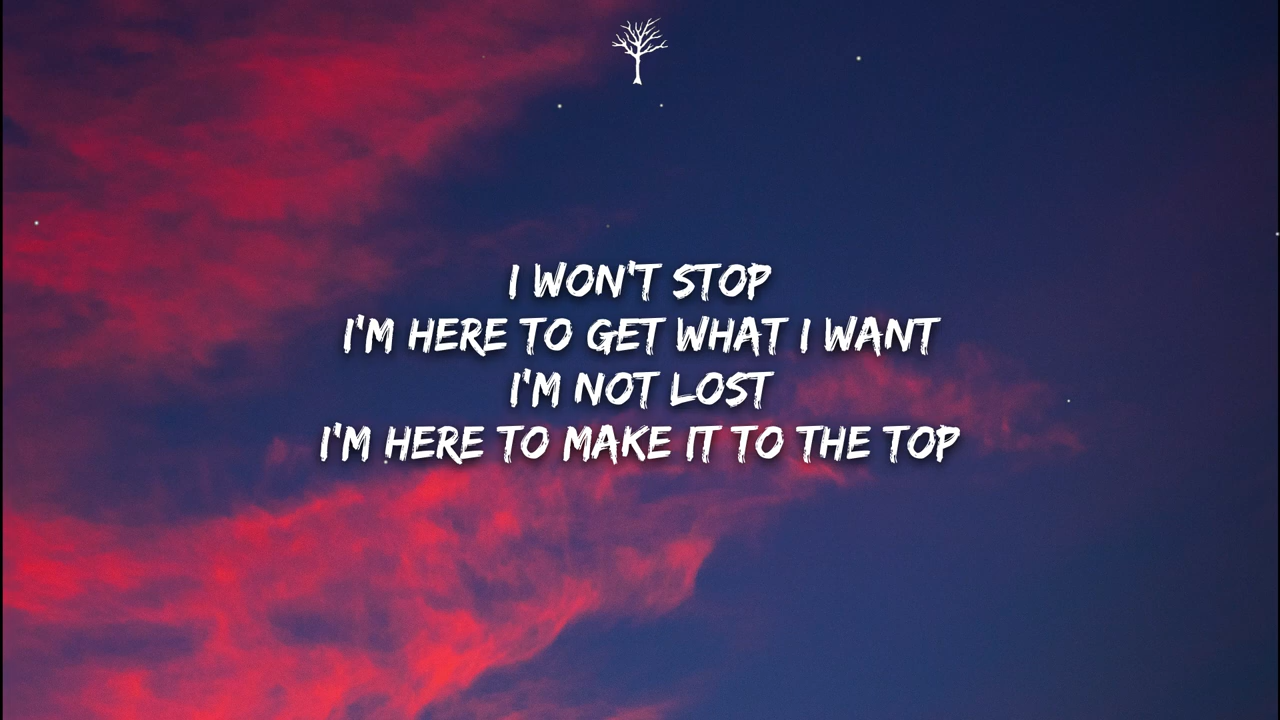 I WON'T STOP
I'M HERE TO GET WHAT I WANT
I'M NOT LOST
I'M HERE TO MAKE IT TO THE TOP